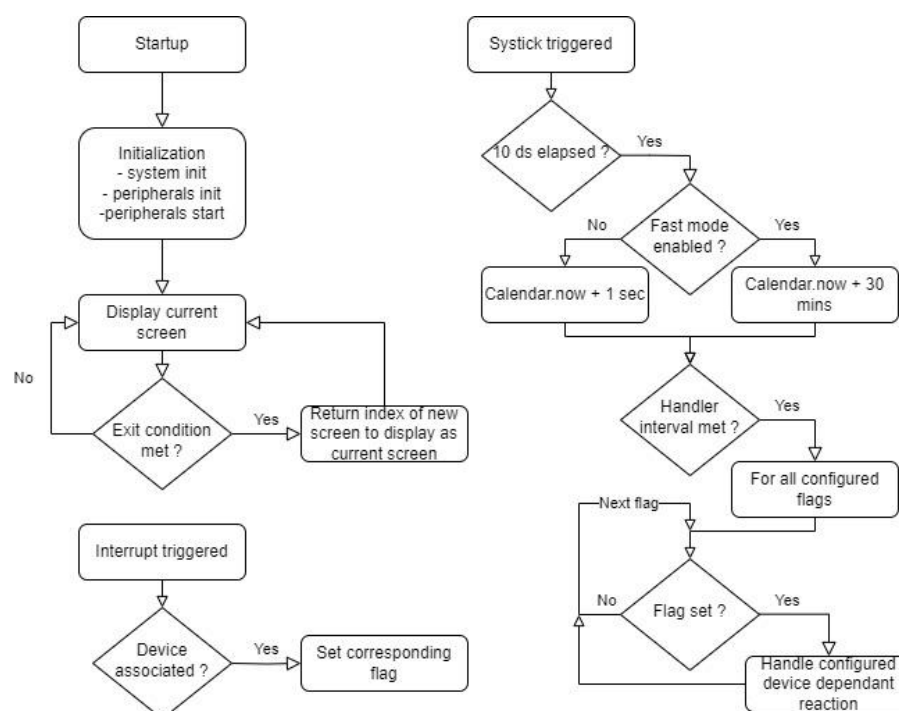 Startup
Initialization
- system init
- peripherals init
-peripherals start
Display current
screen
No
Exit condition
met ?
Yes
Return index of new
screen to display as
current screen
Interrupt triggered
Device
associated ?
Yes
Set corresponding
flag
Systick triggered
10 ds elapsed ?
Yes
Fast mode
enabled ?
No
Yes
Calendar.now + 1 sec
Calendar.now + 30
mins
Handler
interval met ?
Yes
For all configured
flags
Next flag
Flag set ?
No
Yes
Handle configured
device dependant
reaction